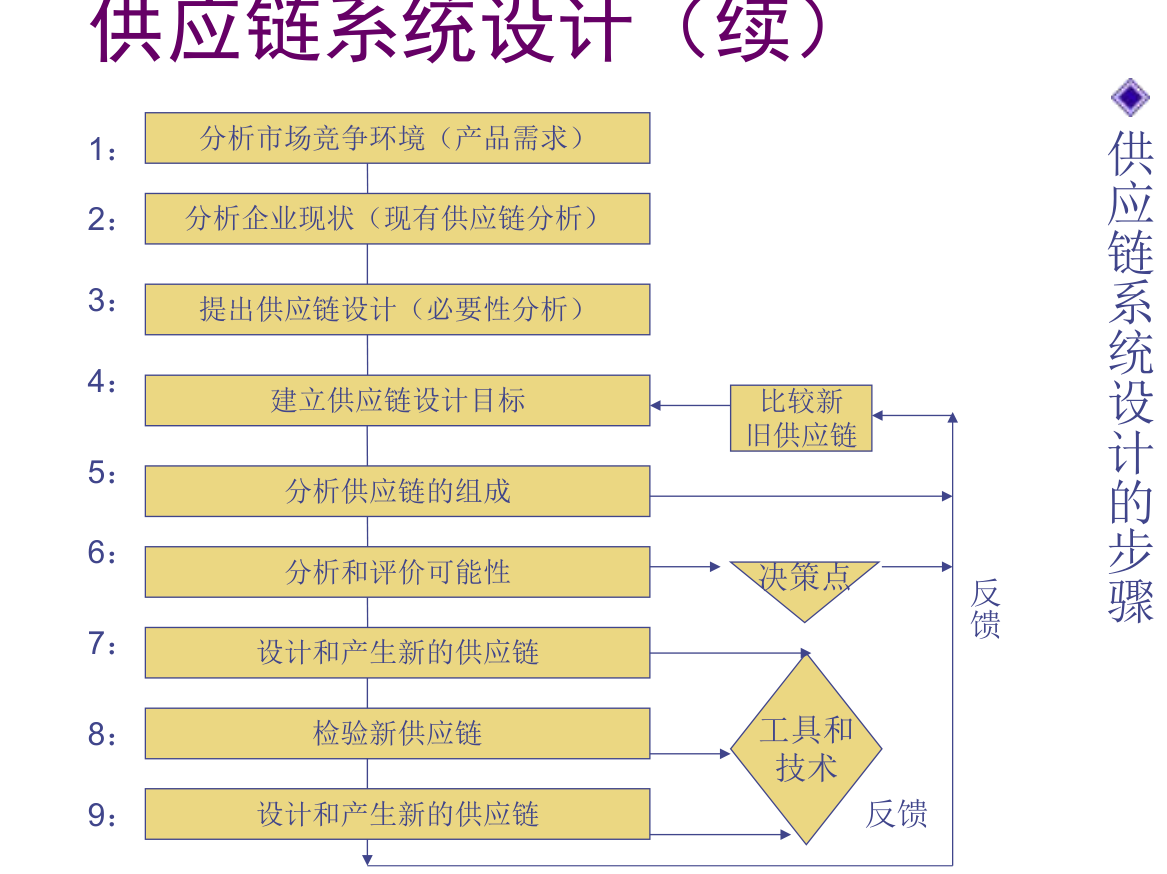 供应链系统设计（续）
1：
分析市场竞争环境（产品需求）
2：
分析企业现状（现有供应链分析）
3：
提出供应链设计（必要性分析）
4：
建立供应链设计目标
比较新
旧供应链
5：
分析供应链的组成
6：
分析和评价可能性
决策点
7：
设计和产生新的供应链
8：
检验新供应链
工具和
技术
9：
设计和产生新的供应链
反馈
反馈
供应链系统设计的步骤